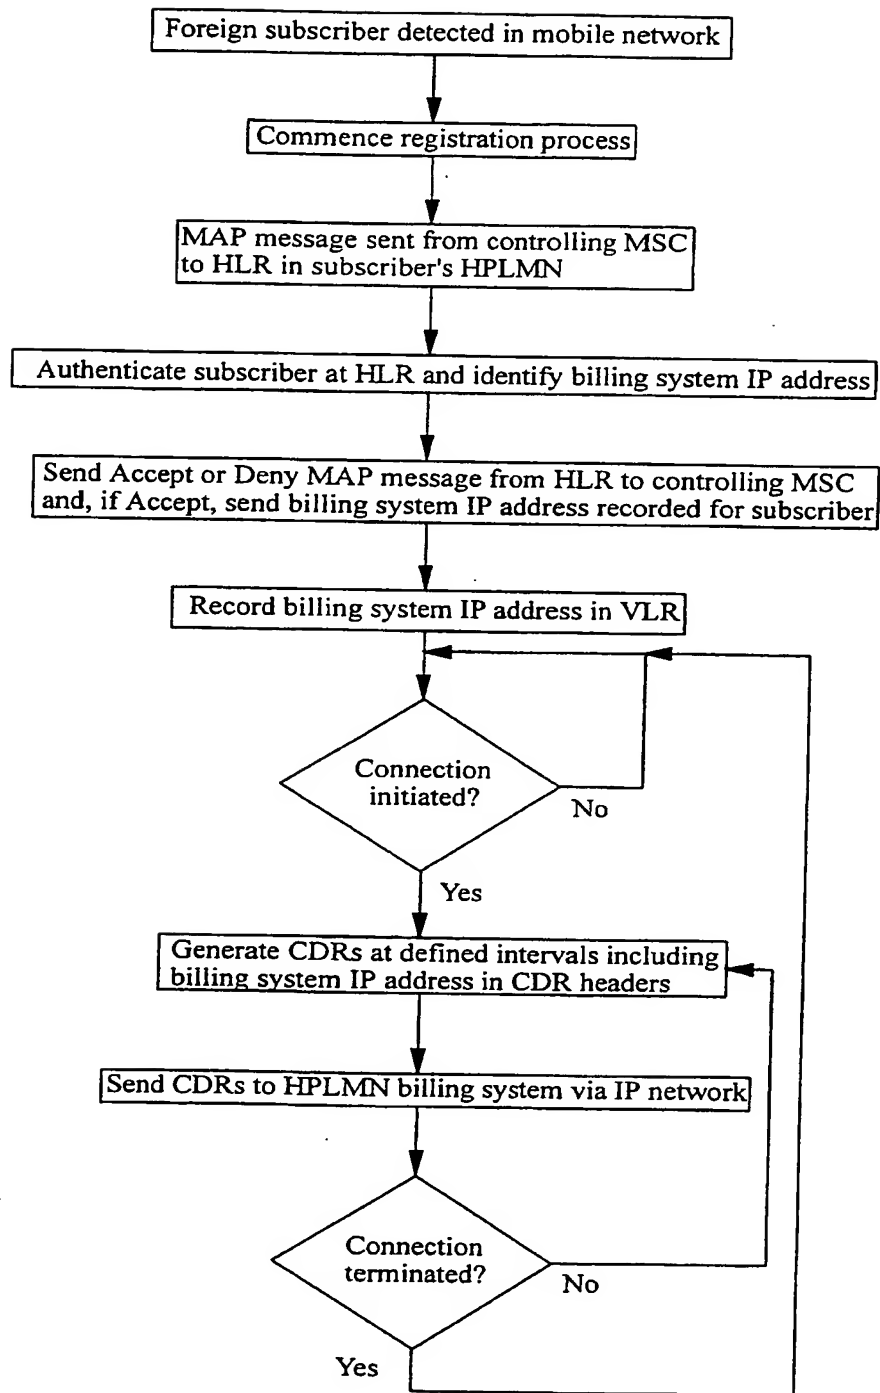 Foreign subscriber detected in mobile network
Commence registration process
MAP message sent from controlling MSC
to HLR in subscriber's HPLMN
Authenticate subscriber at HLR and identify billing system IP address
Send Accept or Deny MAP message from HLR to controlling MSC
and, if Accept, send billing system IP address recorded for subscriber
Record billing system IP address in VLR
Connection
initiated?
No
Yes
Generate CDRs at defined intervals including
billing system IP address in CDR headers
Send CDRs to HPLMN billing system via IP network
Connection
terminated?
No
Yes